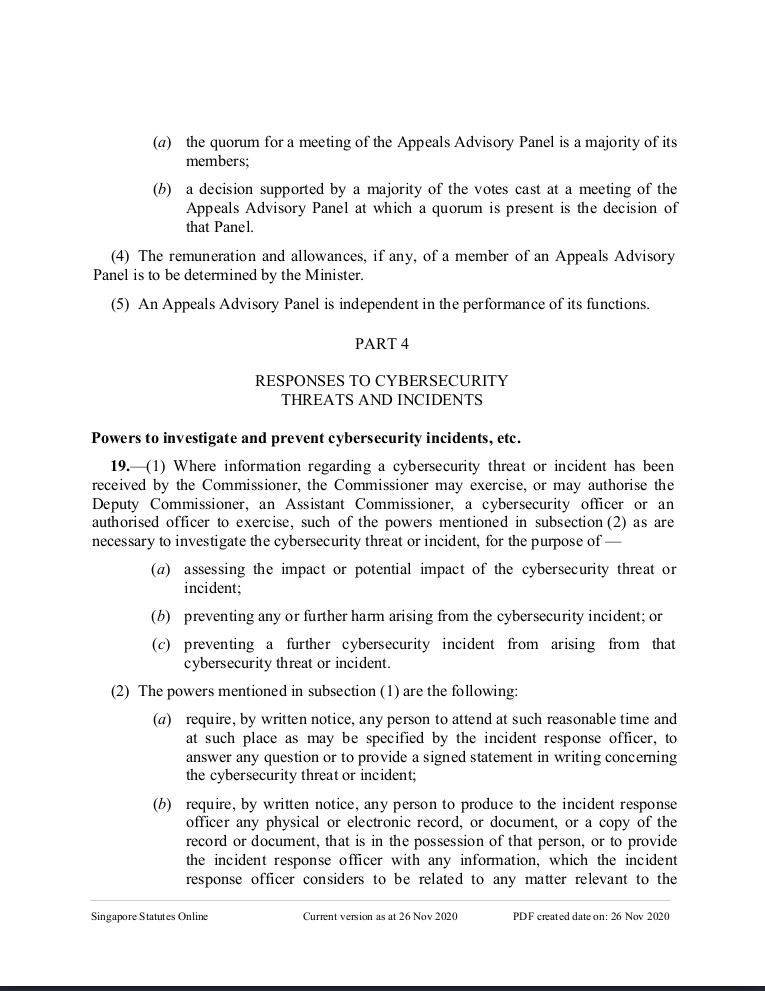 (a) the quorum for a meeting of the Appeals Advisory Panel is a majority of its
members;
(b) a decision supported by a majority of the votes cast at a meeting of the
Appeals Advisory Panel at which a quorum is present is the decision of
that Panel.
(4) The remuneration and allowances, if any, of a member of an Appeals Advisory
Panel is to be determined by the Minister.
(5) An Appeals Advisory Panel is independent in the performance of its functions.
PART 4
RESPONSES TO CYBERSECURITY
THREATS AND INCIDENTS
Powers to investigate and prevent cybersecurity incidents, etc.
19.—(1) Where information regarding a cybersecurity threat or incident has been
received by the Commissioner, the Commissioner may exercise, or may authorise the
Deputy Commissioner, an Assistant Commissioner, a cybersecurity officer or an
authorised officer to exercise, such of the powers mentioned in subsection (2) as are
necessary to investigate the cybersecurity threat or incident, for the purpose of —
(a) assessing the impact or potential impact of the cybersecurity threat or
incident;
(b) preventing any or further harm arising from the cybersecurity incident; or
(c) preventing a further cybersecurity incident from arising from that
cybersecurity threat or incident.
(2) The powers mentioned in subsection (1) are the following:
(a) require, by written notice, any person to attend at such reasonable time and
at such place as may be specified by the incident response officer, to
answer any question or to provide a signed statement in writing concerning
the cybersecurity threat or incident;
(b) require, by written notice, any person to produce to the incident response
officer any physical or electronic record, or document, or a copy of the
record or document, that is in the possession of that person, or to provide
the incident response officer with any information, which the incident
response officer considers to be related to any matter relevant to the
Singapore Statutes Online Current version as at 26 Nov 2020 PDF created date on: 26 Nov 2020